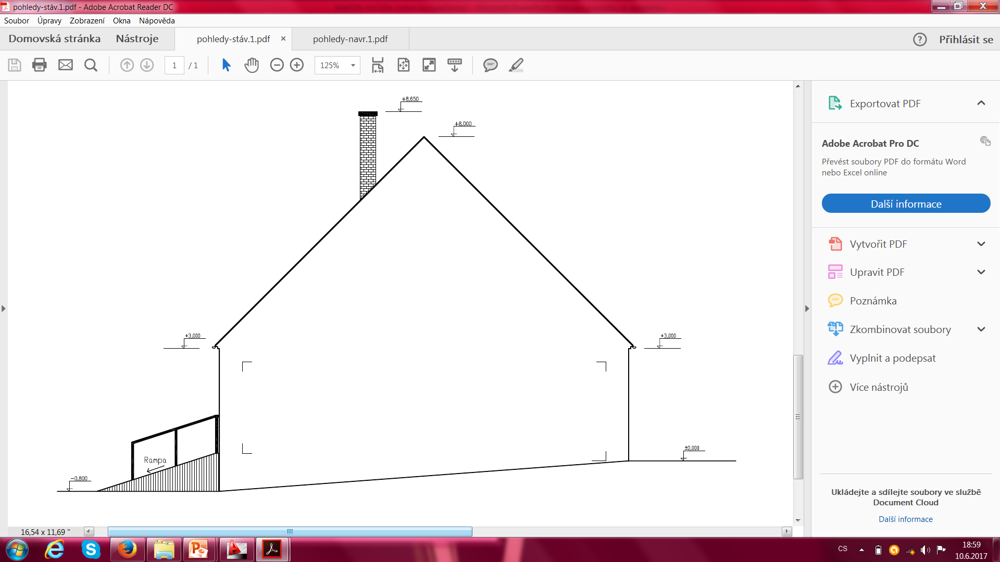 pohledy-stáv.1.pdf - Adobe Acrobat Reader DC
Soubor Úpravy Zobrazení Okna Nápověda
Domovská stránka Nástroje pohledy-stáv.1.pdf × pohledy-navr.1.pdf ? Přihlásit se
1 / 1 125%
+8,650
+8,000
+3,000
+3,000
±0,000
Rampa
-0,800
16,54 x 11,69 "
Exportovat PDF
Adobe Acrobat Pro DC
Převést soubory PDF do formátu Word
nebo Excel online
Další informace
Vytvořit PDF
Upravit PDF
Poznámka
Zkombinovat soubory
Vyplnit a podepsat
Více nástrojů
Ukládejte a sdílejte soubory ve službě
Document Cloud
Další informace
CS
18:59
10.6.2017